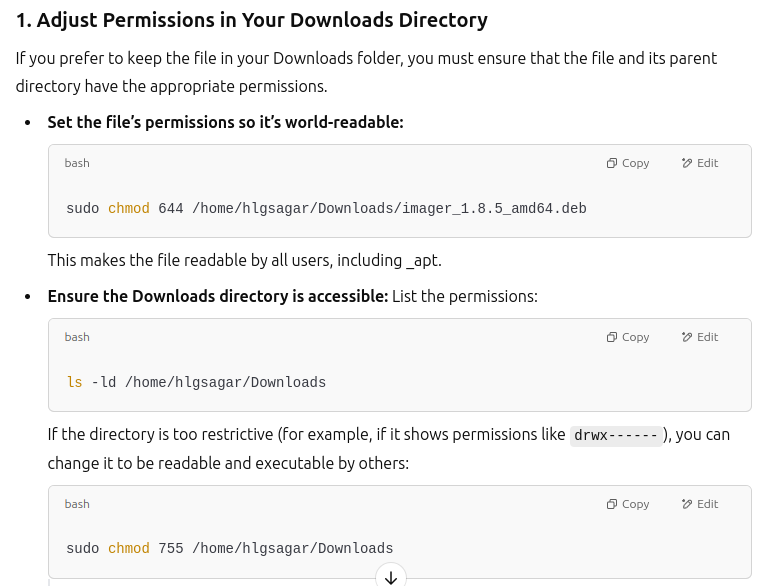 1. Adjust Permissions in Your Downloads Directory
If you prefer to keep the file in your Downloads folder, you must ensure that the file and its parent
directory have the appropriate permissions.
• Set the file’s permissions so it’s world-readable:
bash Copy Edit
sudo chmod 644 /home/hlgsagar/Downloads/imager_1.8.5_amd64.deb
This makes the file readable by all users, including _apt.
• Ensure the Downloads directory is accessible: List the permissions:
bash Copy Edit
ls -ld /home/hlgsagar/Downloads
If the directory is too restrictive (for example, if it shows permissions like drwx------), you can
change it to be readable and executable by others:
bash Copy Edit
sudo chmod 755 /home/hlgsagar/Downloads